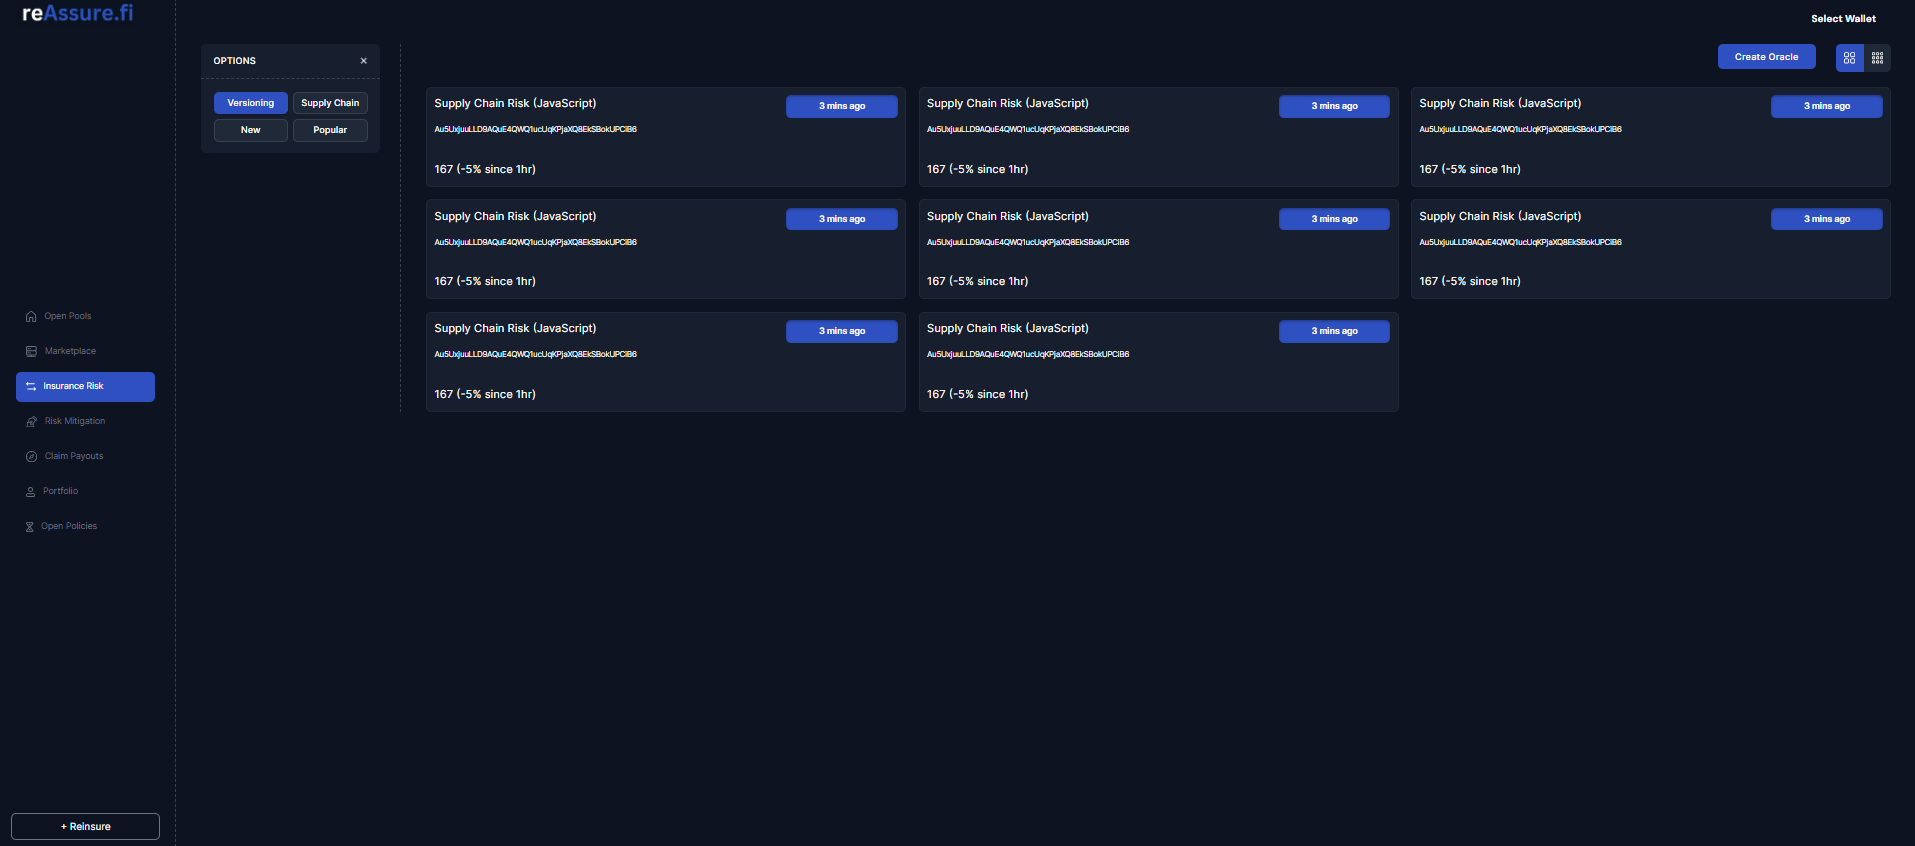 reAssure.fi
Select Wallet
OPTIONS
Create Oracle
Versioning
Supply Chain
New
Popular
Supply Chain Risk (JavaScript)
3 mins ago
Au5UxjuuLLD9AQuE4QWQ1ucUqKPjaXQ8EkSBokUPCiB6
167 (-5% since 1hr)
Supply Chain Risk (JavaScript)
3 mins ago
Au5UxjuuLLD9AQuE4QWQ1ucUqKPjaXQ8EkSBokUPCiB6
167 (-5% since 1hr)
Supply Chain Risk (JavaScript)
3 mins ago
Au5UxjuuLLD9AQuE4QWQ1ucUqKPjaXQ8EkSBokUPCiB6
167 (-5% since 1hr)
Supply Chain Risk (JavaScript)
3 mins ago
Au5UxjuuLLD9AQuE4QWQ1ucUqKPjaXQ8EkSBokUPCiB6
167 (-5% since 1hr)
Supply Chain Risk (JavaScript)
3 mins ago
Au5UxjuuLLD9AQuE4QWQ1ucUqKPjaXQ8EkSBokUPCiB6
167 (-5% since 1hr)
Supply Chain Risk (JavaScript)
3 mins ago
Au5UxjuuLLD9AQuE4QWQ1ucUqKPjaXQ8EkSBokUPCiB6
167 (-5% since 1hr)
Supply Chain Risk (JavaScript)
3 mins ago
Au5UxjuuLLD9AQuE4QWQ1ucUqKPjaXQ8EkSBokUPCiB6
167 (-5% since 1hr)
Supply Chain Risk (JavaScript)
3 mins ago
Au5UxjuuLLD9AQuE4QWQ1ucUqKPjaXQ8EkSBokUPCiB6
167 (-5% since 1hr)
Open Pools
Marketplace
Insurance Risk
Risk Mitigation
Claim Payouts
Portfolio
Open Policies
+ Reinsure